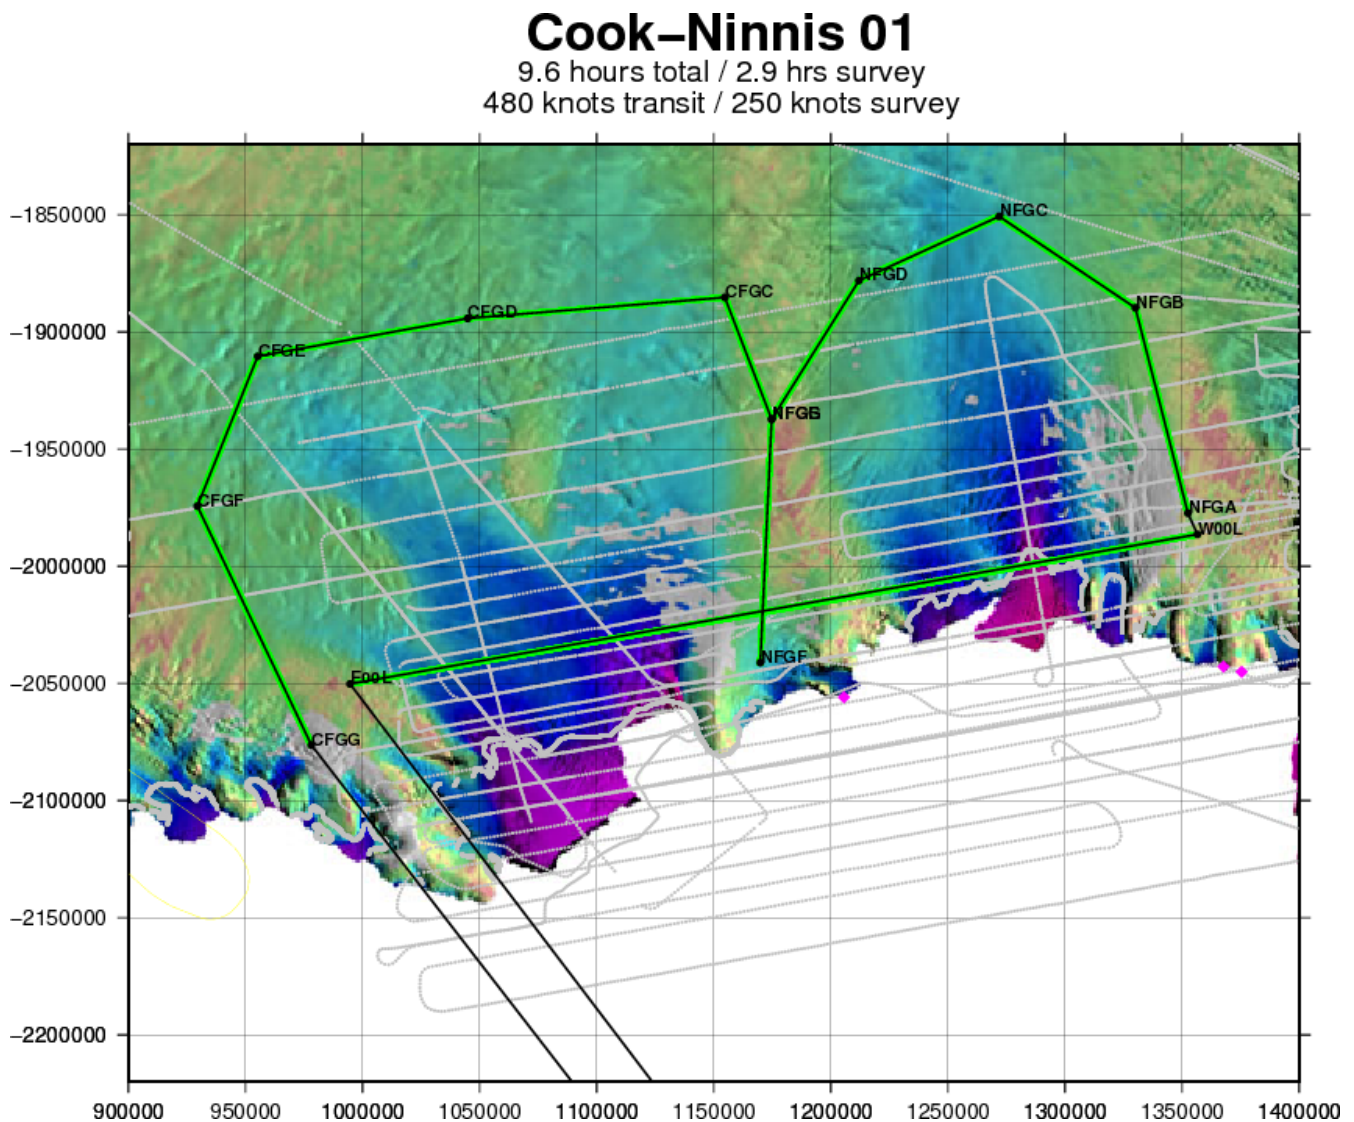 Cook–Ninnis 01
9.6 hours total / 2.9 hrs survey
480 knots transit / 250 knots survey
−1850000
−1900000
−1950000
−2000000
−2050000
−2100000
−2150000
−2200000
NFGC
NFGD
CFGC
NFGB
CFGD
CFGE
CFGF
NFGA
W00L
NFGF
E00L
CFGG
900000 950000 1000000 1050000 1100000 1150000 1200000 1250000 1300000 1350000 1400000